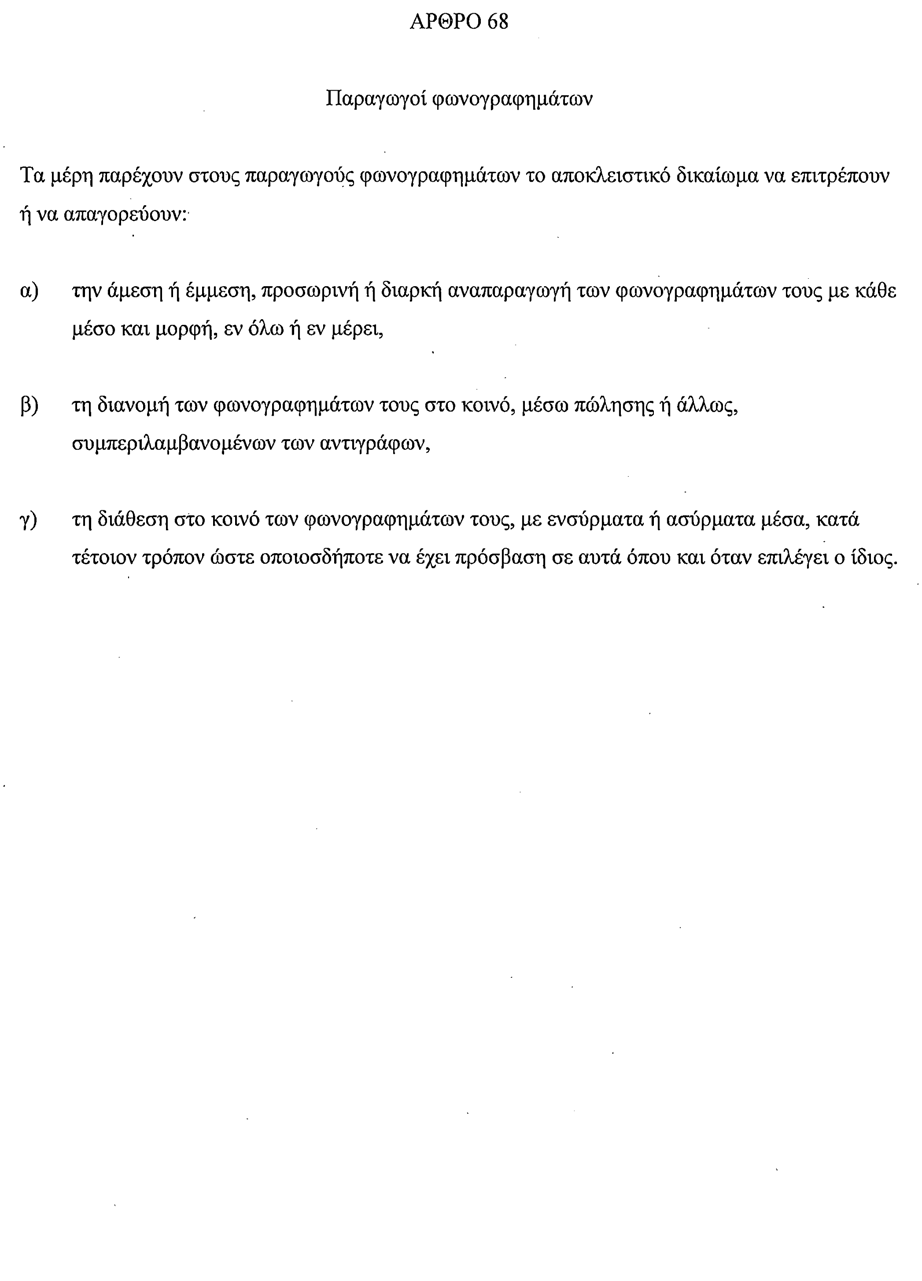 ΑΡΘΡΟ 68
Παραγωγοί φωνογραφημάτων
Τα μέρη παρέχουν στους παραγωγούς φωνογραφημάτων το αποκλειστικό δικαίωμα να επιτρέπουν
ή να απαγορεύουν:
α) την άμεση ή έμμεση, προσωρινή ή διαρκή αναπαραγωγή των φωνογραφημάτων τους με κάθε
μέσο και μορφή, εν όλω ή εν μέρει,
β) τη διανομή των φωνογραφημάτων τους στο κοινό, μέσω πώλησης ή άλλως,
συμπεριλαμβανομένων των αντιγράφων,
γ) τη διάθεση στο κοινό των φωνογραφημάτων τους, με ενσύρματα ή ασύρματα μέσα, κατά
τέτοιον τρόπον ώστε οποιοσδήποτε να έχει πρόσβαση σε αυτά όπου και όταν επιλέγει ο ίδιος.